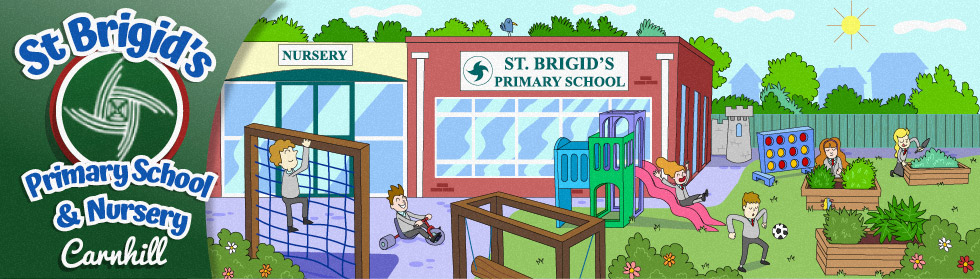 St Brigid's
Primary School
& Nursery
Carnhill
NURSERY
ST. BRIGID'S
PRIMARY SCHOOL